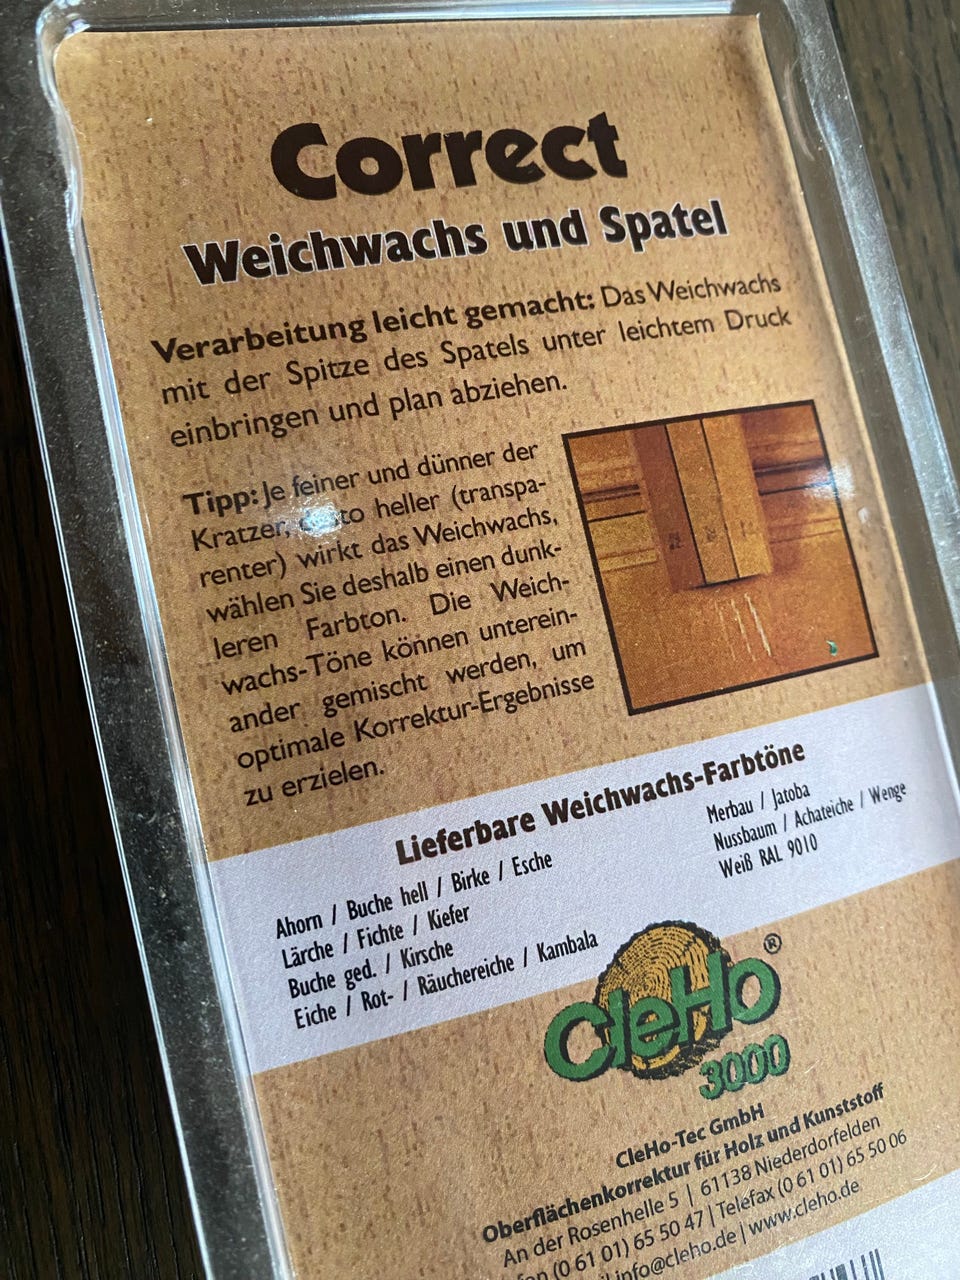 Correct
Weichwachs und Spatel
Verarbeitung leicht gemacht: Das Weichwachs
mit der Spitze des Spatels unter leichtem Druck
einbringen und plan abziehen.
Tipp: Je feiner und dünner der
Kratzer, desto heller (transpa-
renter) wirkt das Weichwachs,
wählen Sie deshalb einen dunk-
leren Farbton. Die Weich-
wachs-Töne können unterein-
ander gemischt werden, um
optimale Korrektur-Ergebnisse
zu erzielen.
Lieferbare Weichwachs-Farbtöne
Ahorn / Buche hell / Birke / Esche
Lärche / Fichte / Kiefer
Buche ged. / Kirsche
Eiche / Rot- / Räuchereiche / Kambala
Merbau / Jatoba
Nussbaum / Achateiche / Wenge
Weiß RAL 9010
CleHo ®
3000
CleHo-Tec GmbH
Oberflächenkorrektur für Holz und Kunststoff
An der Rosenhelle 5 | 61138 Niederdorfelden
(0 61 01) 65 50 47 | Telefax (0 61 01) 65 50 06
info@cleho.de | www.cleho.de